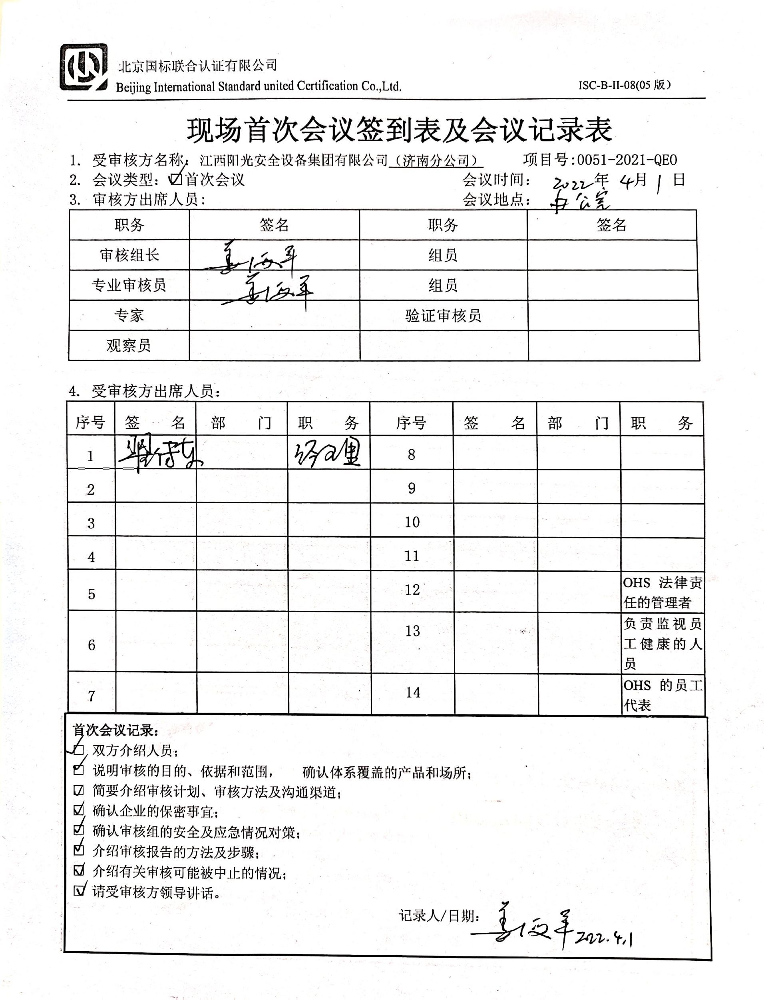 北京国标联合认证有限公司
Beijing International Standard united Certification Co.,Ltd.
ISC-B-II-08(05版)
现场首次会议签到表及会议记录表
1. 受审核方名称: 江西阳光安全设备集团有限公司(济南分公司) 项目号:0051-2021-QEO
2. 会议类型: ☑首次会议 会议时间: 2022年 4月 1 日
3. 审核方出席人员: 会议地点: 办公室
职务 签名 职务 签名
审核组长 组员
专业审核员 组员
专家 验证审核员
观察员
4. 受审核方出席人员:
序号 签 名 部 门 职 务 序号 签 名 部 门 职 务
1 经理 8
2 9
3 10
4 11
5 12 OHS 法律责
任的管理者
6 13 负责监视员
工健康的人
员
7 14 OHS 的员工
代表
首次会议记录:
☑ 双方介绍人员;
☑ 说明审核的目的、依据和范围, 确认体系覆盖的产品和场所;
☑ 简要介绍审核计划、审核方法及沟通渠道;
☑ 确认企业的保密事宜;
☑ 确认审核组的安全及应急情况对策;
☑ 介绍审核报告的方法及步骤;
☑ 介绍有关审核可能被中止的情况;
☑ 请受审核方领导讲话。
记录人/日期: 2022.4.1